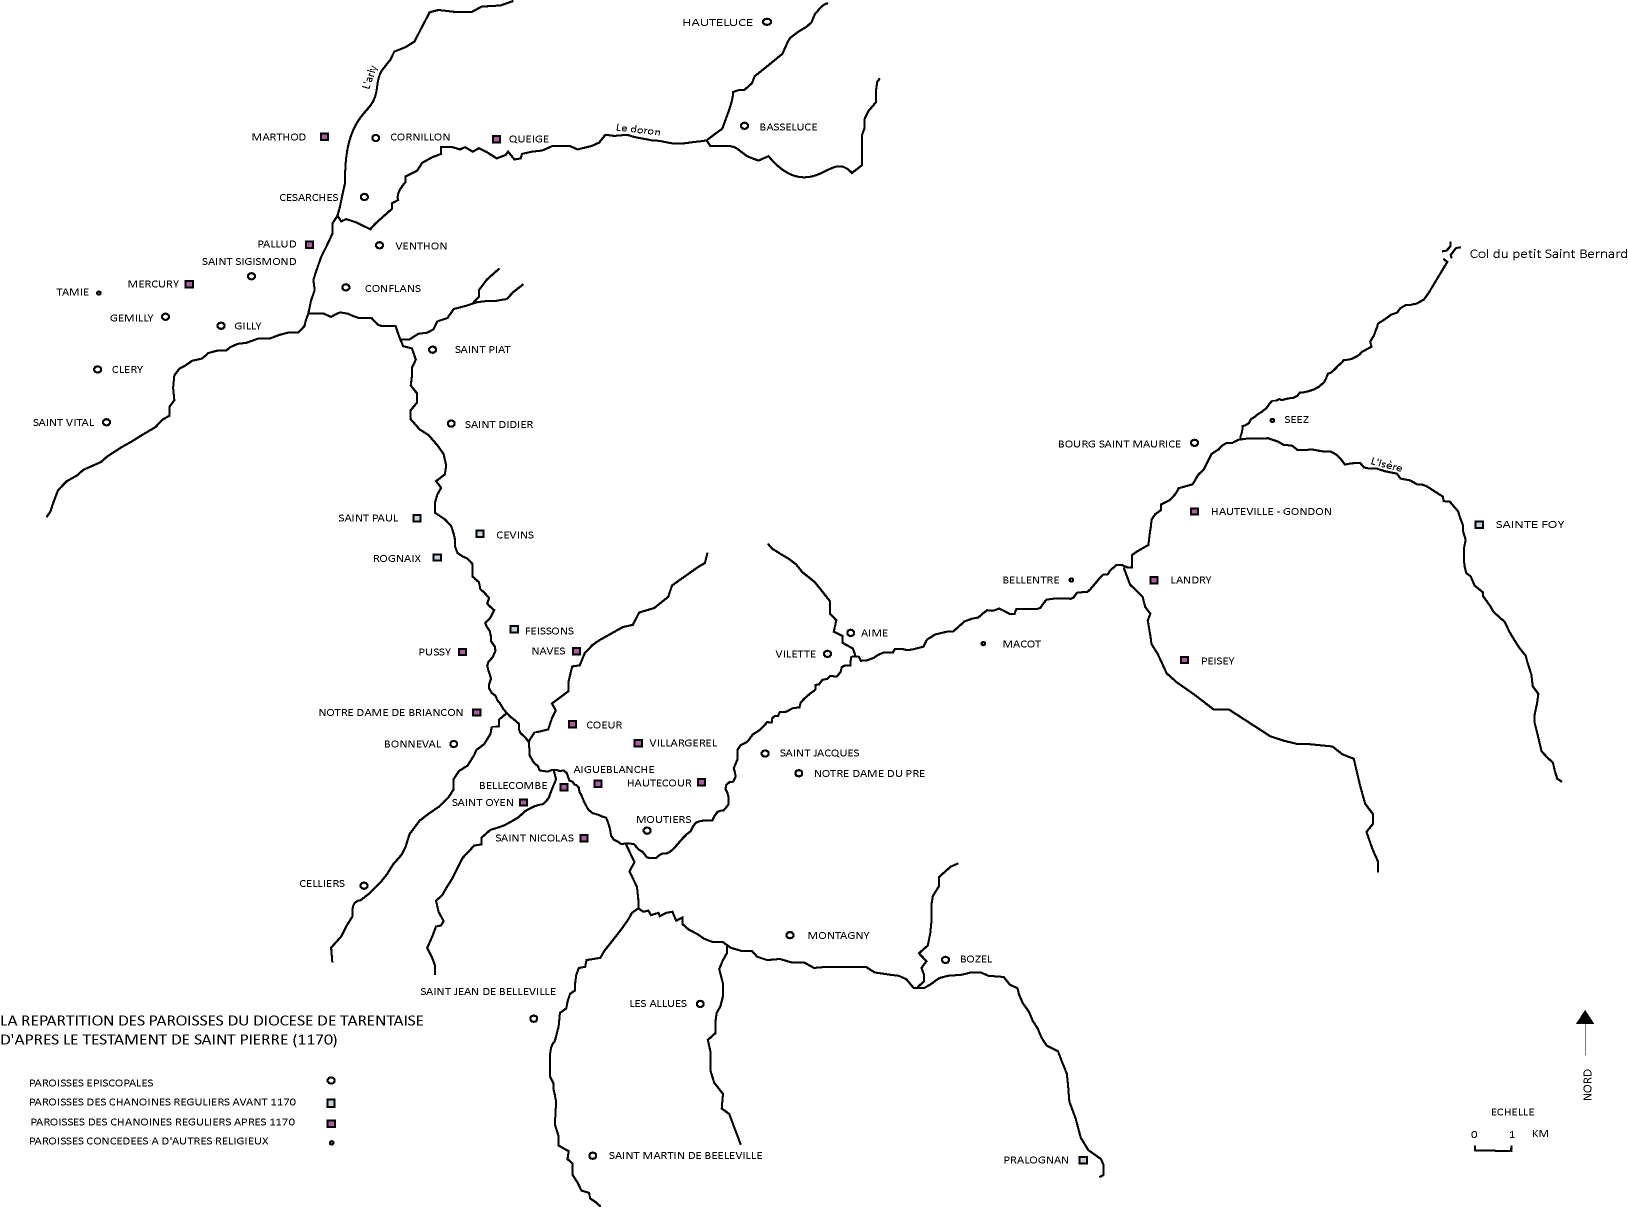 HAUTELUCE
L'arly
BASSELUCE
Le doron
MARTHOD
CORNILLON
QUEIGE
CESARCHES
PALLUD
VENTHON
SAINT SIGISMOND
Col du petit Saint Bernard
MERCURY
TAMIE
CONFLANS
GEMILLY
GILLY
SAINT PIAT
CLERY
SAINT VITAL
SAINT DIDIER
SEEZ
BOURG SAINT MAURICE
L'Isère
HAUTEVILLE - GONDON
SAINTE FOY
SAINT PAUL
CEVINS
ROGNAIX
BELLENTRE
LANDRY
FEISSONS
AIME
PUSSY
NAVES
VILETTE
MACOT
PEISEY
NOTRE DAME DE BRIANCON
COEUR
BONNEVAL
VILLARGEREL
SAINT JACQUES
AIGUEBLANCHE
NOTRE DAME DU PRE
BELLECOMBE
HAUTECOUR
SAINT OYEN
MOUTIERS
SAINT NICOLAS
CELLIERS
MONTAGNY
BOZEL
SAINT JEAN DE BELLEVILLE
LES ALLUES
LA REPARTITION DES PAROISSES DU DIOCESE DE TARENTAISE
D'APRES LE TESTAMENT DE SAINT PIERRE (1170)
PAROISSES EPISCOPALES
PAROISSES DES CHANOINES REGULIERS AVANT 1170
PAROISSES DES CHANOINES REGULIERS APRES 1170
PAROISSES CONCEDEES A D'AUTRES RELIGIEUX
SAINT MARTIN DE BEELEVILLE
PRALOGNAN
NORD
ECHELLE
0 1 KM